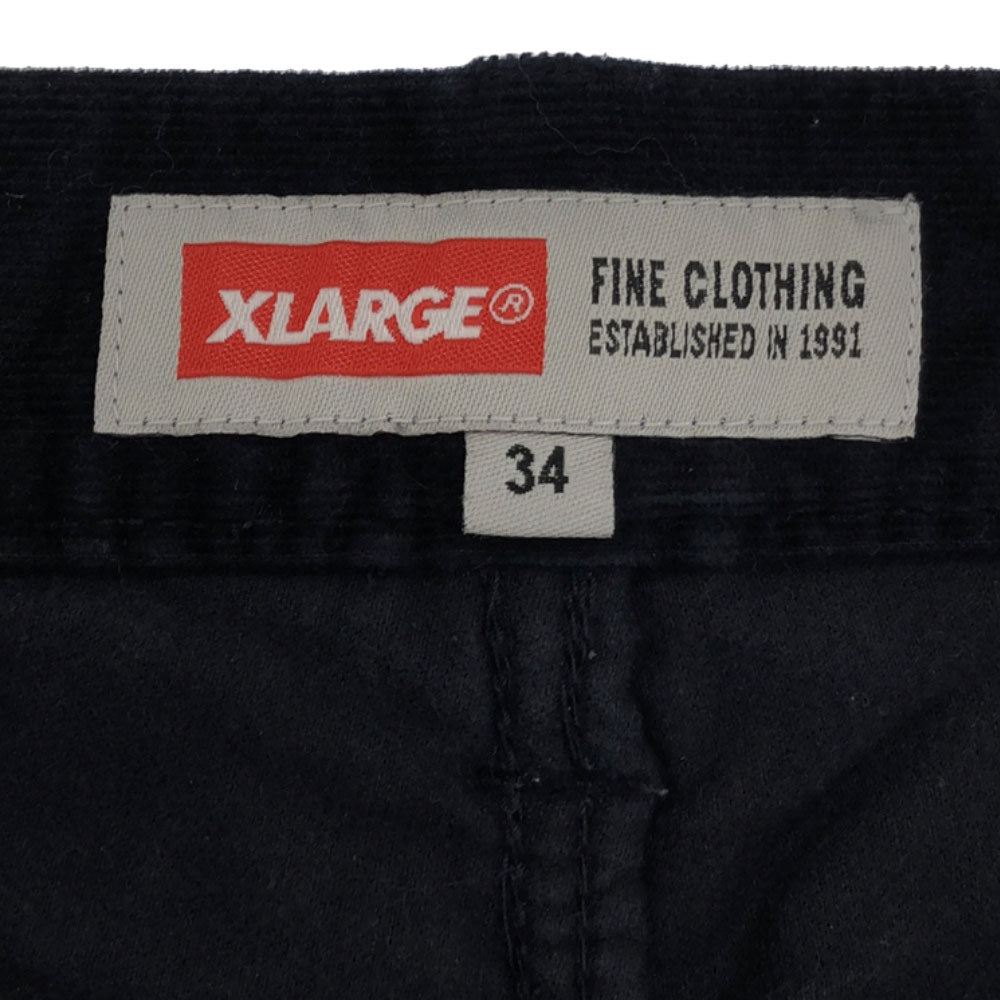 XLARGE®
FINE CLOTHING
ESTABLISHED IN 1991
34